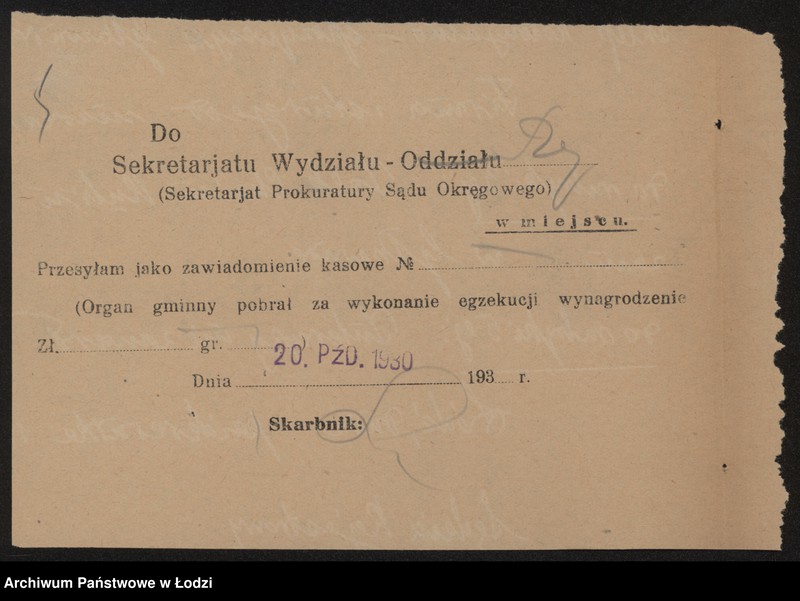 Do
Sekretarjatu Wydziału - Oddziału
(Sekretarjat Prokuratury Sądu Okręgowego)
w miejscu.
Przesyłam jako zawiadomienie kasowe №
(Organ gminny pobrał za wykonanie egzekucji wynagrodzenie
Zł. gr. )
20. PŹD. 1930
Dnia 193 r.
Skarbnik:
Archiwum Państwowe w Łodzi